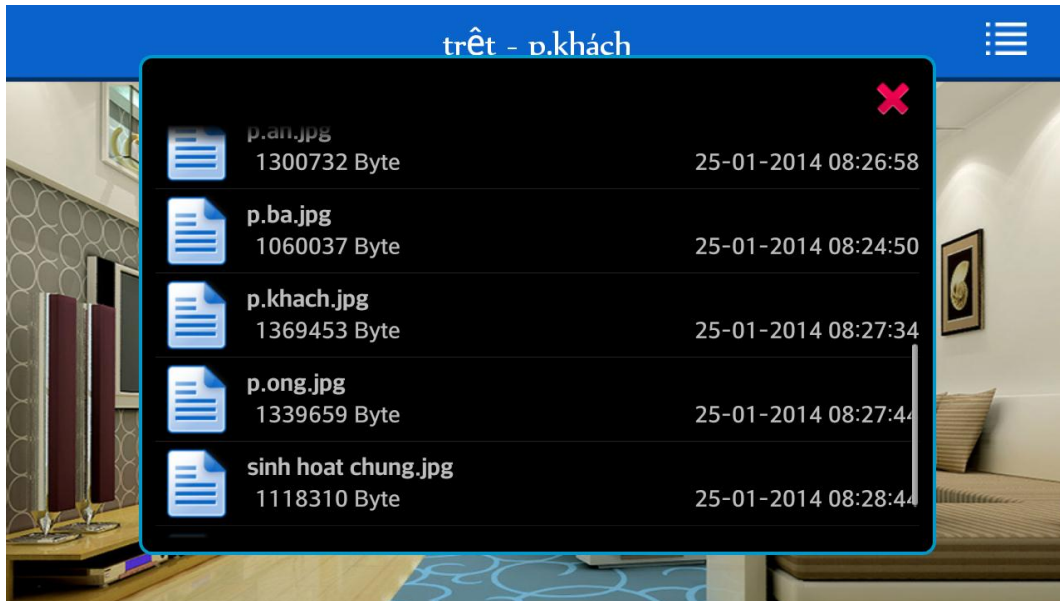 trêt - p.khách
p.an.jpg
1300732 Byte 25-01-2014 08:26:58
p.ba.jpg
1060037 Byte 25-01-2014 08:24:50
p.khach.jpg
1369453 Byte 25-01-2014 08:27:34
p.ong.jpg
1339659 Byte 25-01-2014 08:27:44
sinh hoat chung.jpg
1118310 Byte 25-01-2014 08:28:44